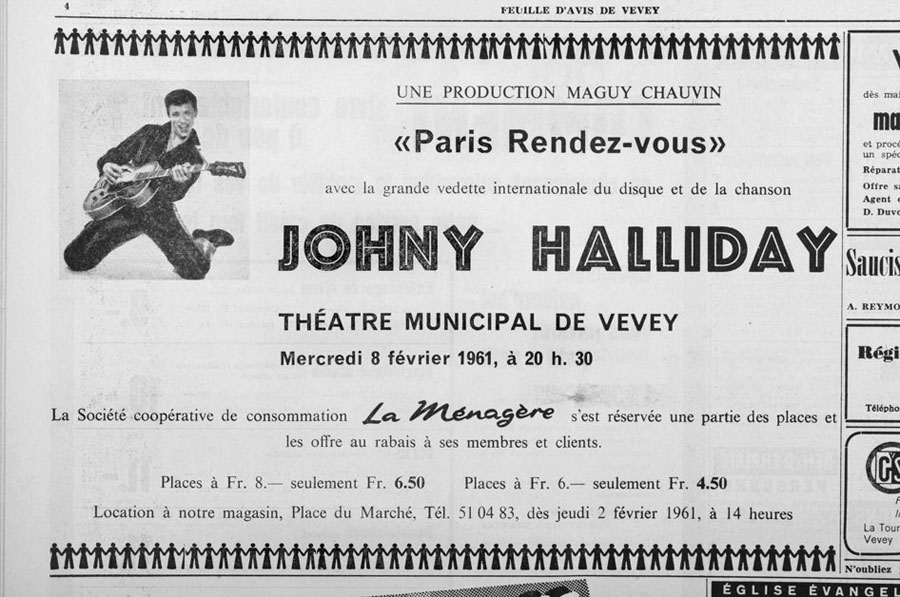 4
FEUILLE D'AVIS DE VEVEY
UNE PRODUCTION MAGUY CHAUVIN
«Paris Rendez-vous»
avec la grande vedette internationale du disque et de la chanson
JOHNY HALLIDAY
THÉATRE MUNICIPAL DE VEVEY
Mercredi 8 février 1961, à 20 h. 30
La Société coopérative de consommation La Ménagère s'est réservée une partie des places et
les offre au rabais à ses membres et clients.
Places à Fr. 8.— seulement Fr. 6.50 Places à Fr. 6.— seulement Fr. 4.50
Location à notre magasin, Place du Marché, Tél. 51 04 83, dès jeudi 2 février 1961, à 14 heures
dès mai
ma
et procé
un spéc
Réparat
Offre sa
Agent
D. Duvo
Saucis
A. REYMO
Régi
Télépho
GS
La Tour
Vevey
N'oubliez
ÉGLISE ÉVANGEL